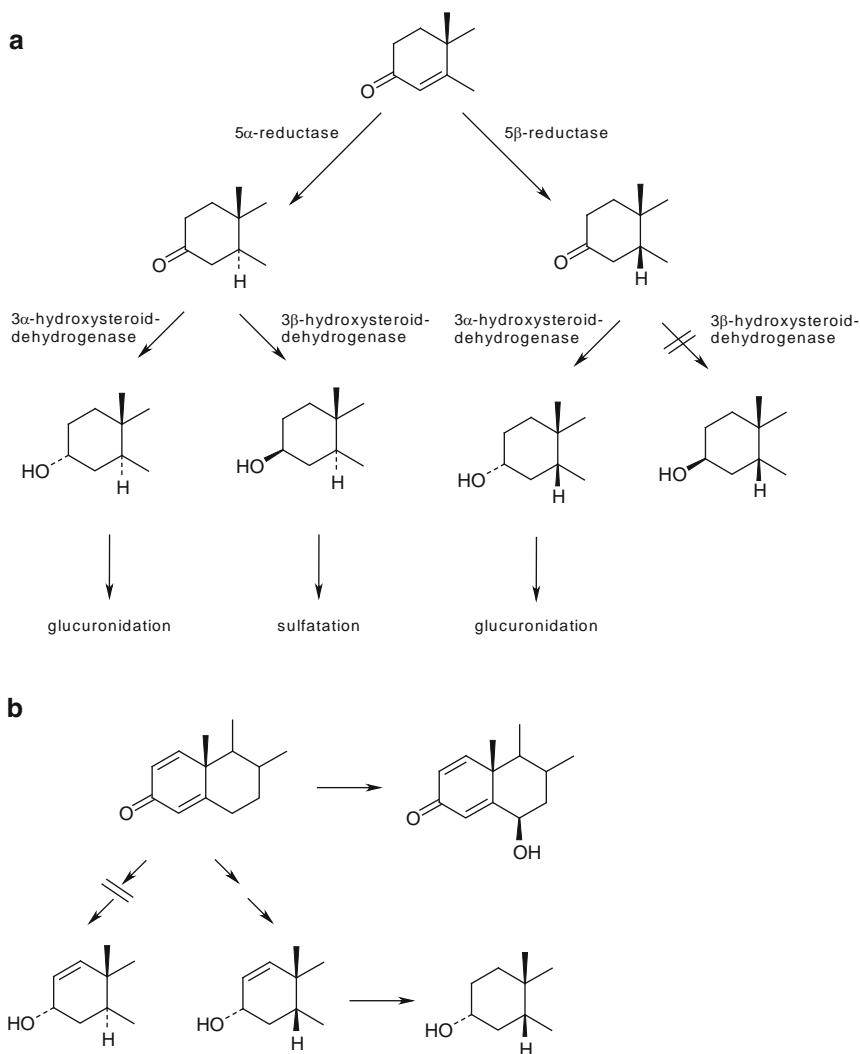 a
O
5α-reductase
5β-reductase
O
H
O
H
3α-hydroxysteroid-
dehydrogenase
3β-hydroxysteroid-
dehydrogenase
3α-hydroxysteroid-
dehydrogenase
3β-hydroxysteroid-
dehydrogenase
HO
H
HO
H
HO
H
HO
H
glucuronidation
sulfatation
glucuronidation
b
O
O
OH
HO
H
HO
H
HO
H